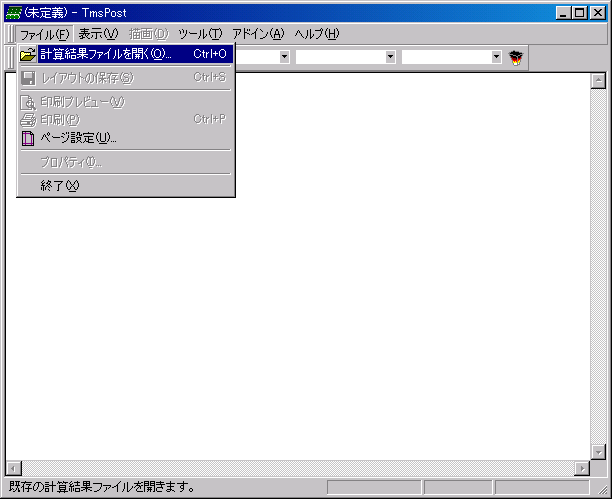 (未定義) - TmsPost
ファイル(F) 表示(V) 描画(D) ツール(T) アドイン(A) ヘルプ(H)
計算結果ファイルを開く(O)... Ctrl+O
レイアウトの保存(S) Ctrl+S
印刷プレビュー(V)
印刷(P) Ctrl+P
ページ設定(U)...
プロパティ(I)...
終了(X)
既存の計算結果ファイルを開きます。